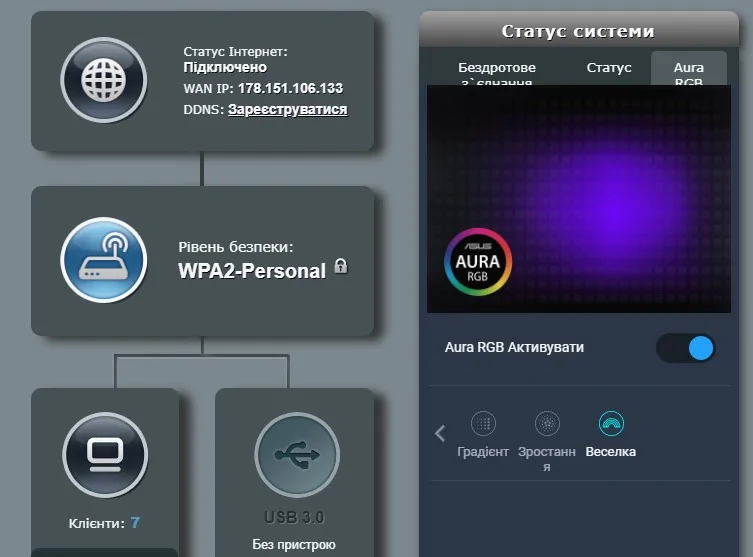 Статус Інтернет:
Підключено
WAN IP: 178.151.106.133
DDNS: Зареєструватися
Рівень безпеки:
WPA2-Personal
Клієнти: 7
USB 3.0
Без пристрою
Статус системи
Бездротове
з`єднання
Статус
Aura
RGB
ASUS
AURA
RGB
Aura RGB Активувати
Градієнт
Зростанн
я
Веселка